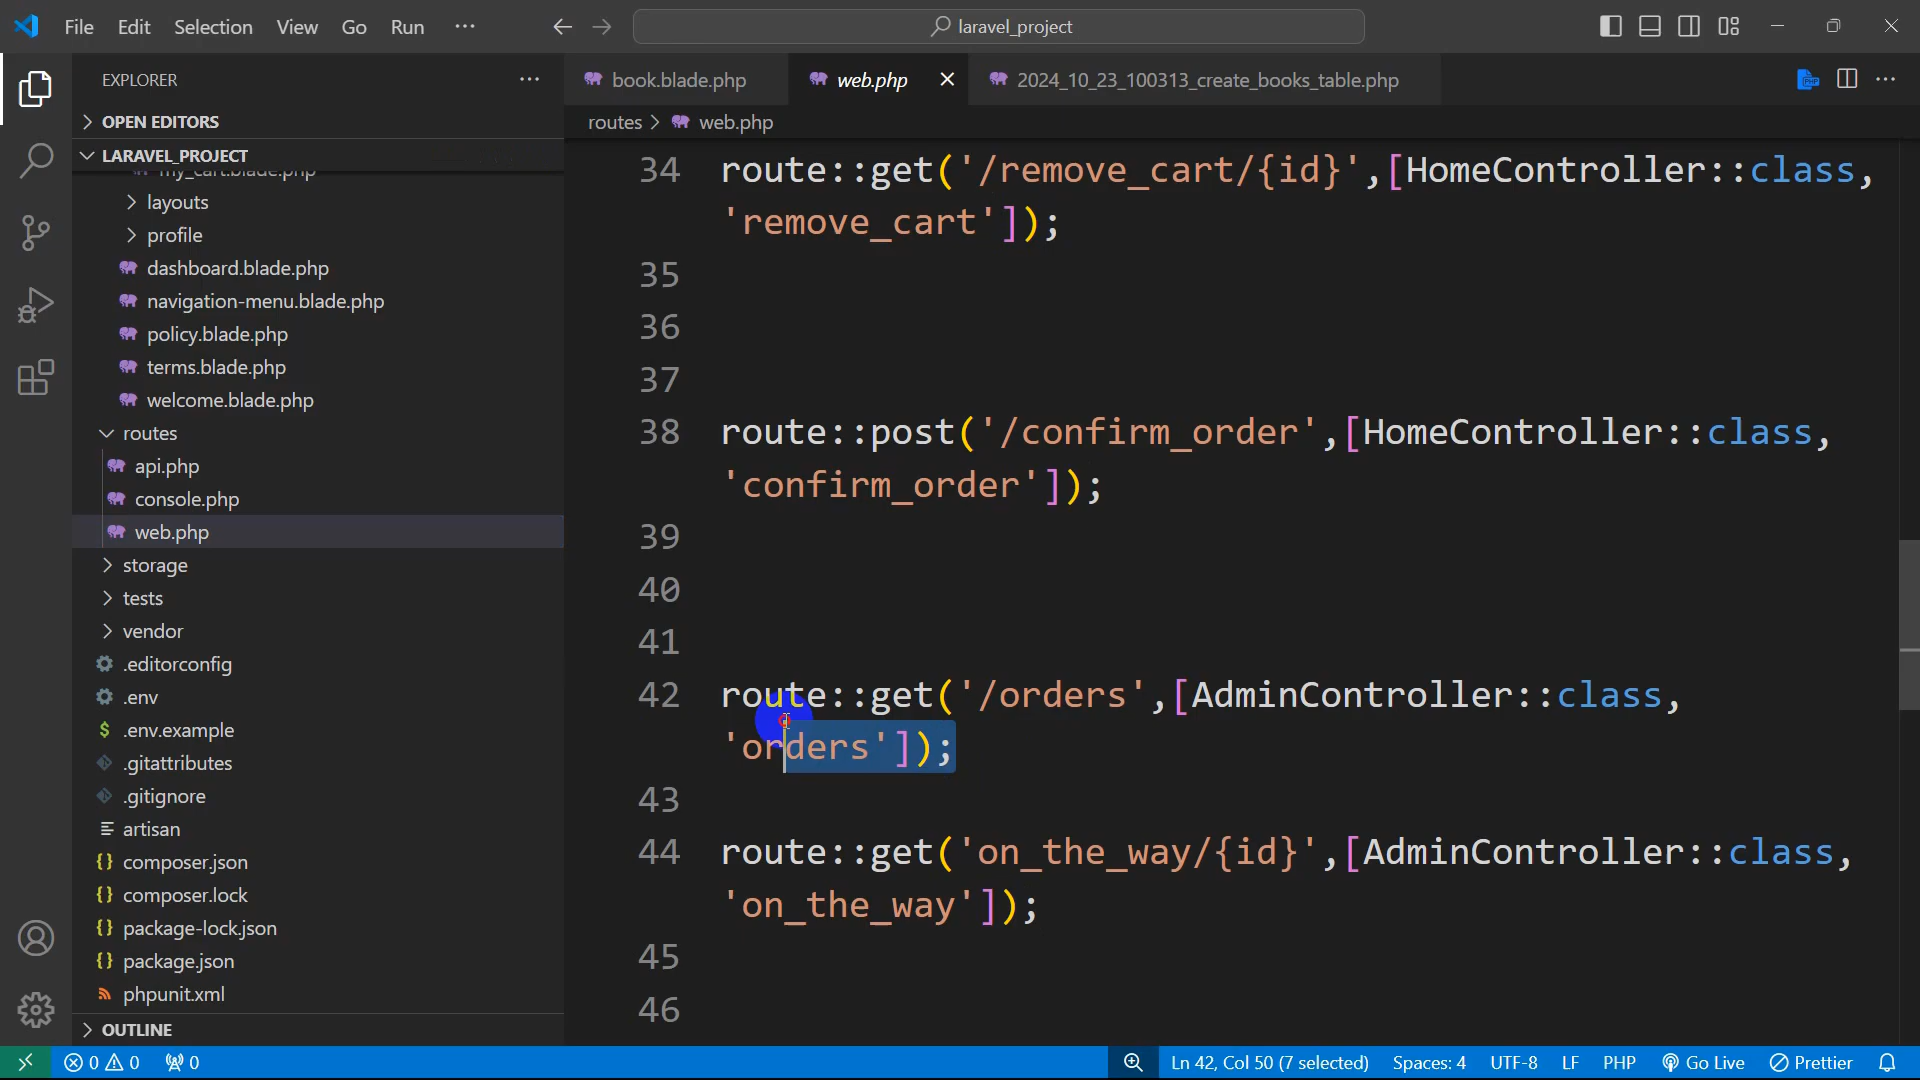 File Edit Selection View Go Run ···
laravel_project
EXPLORER ···
OPEN EDITORS
LARAVEL_PROJECT
my_cart.blade.php
layouts
profile
dashboard.blade.php
navigation-menu.blade.php
policy.blade.php
terms.blade.php
welcome.blade.php
routes
api.php
console.php
web.php
storage
tests
vendor
.editorconfig
.env
.env.example
.gitattributes
.gitignore
artisan
composer.json
composer.lock
package-lock.json
package.json
phpunit.xml
OUTLINE
book.blade.php web.php 2024_10_23_100313_create_books_table.php
routes > web.php
34 route::get('/remove_cart/{id}',[HomeController::class,
'remove_cart']);
35
36
37
38 route::post('/confirm_order',[HomeController::class,
'confirm_order']);
39
40
41
42 route::get('/orders',[AdminController::class,
'orders']);
43
44 route::get('on_the_way/{id}',[AdminController::class,
'on_the_way']);
45
46
0 0 0 Ln 42, Col 50 (7 selected) Spaces: 4 UTF-8 LF PHP Go Live Prettier